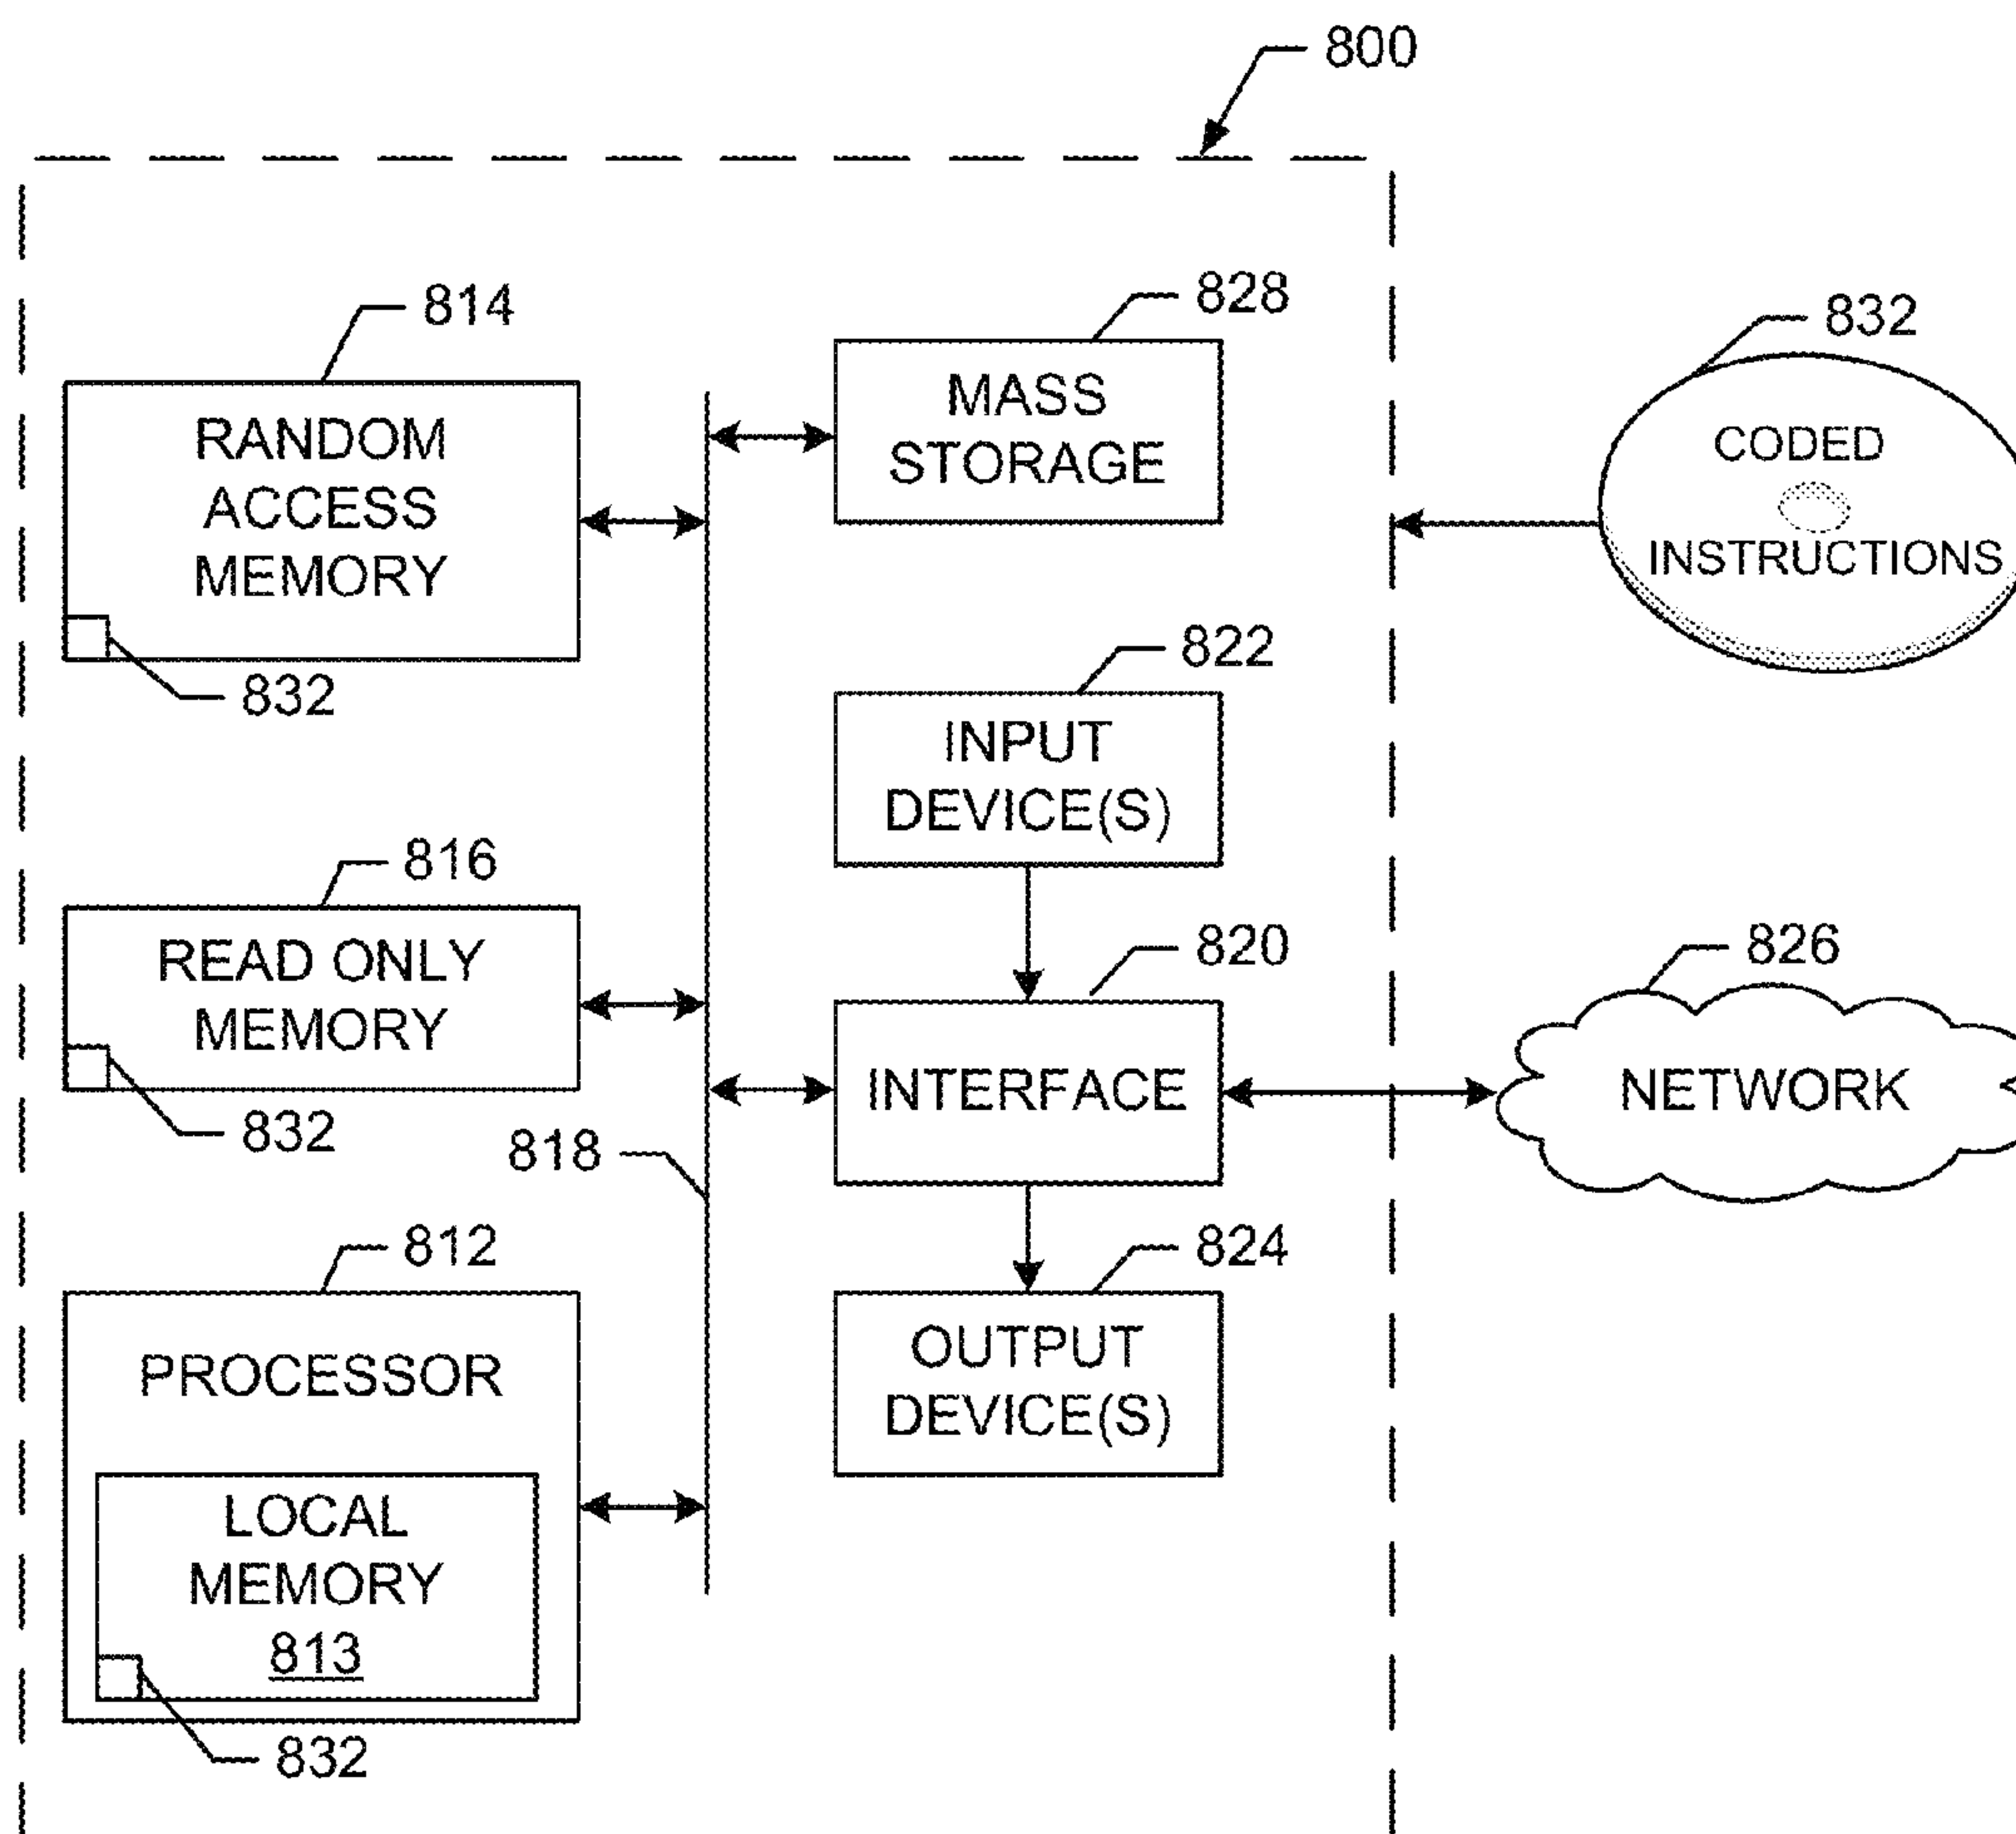 800
814
RANDOM
ACCESS
MEMORY
832
828
MASS
STORAGE
832
CODED
INSTRUCTIONS
822
INPUT
DEVICE(S)
816
READ ONLY
MEMORY
832
820
INTERFACE
826
NETWORK
818
812
PROCESSOR
LOCAL
MEMORY
813
832
824
OUTPUT
DEVICE(S)